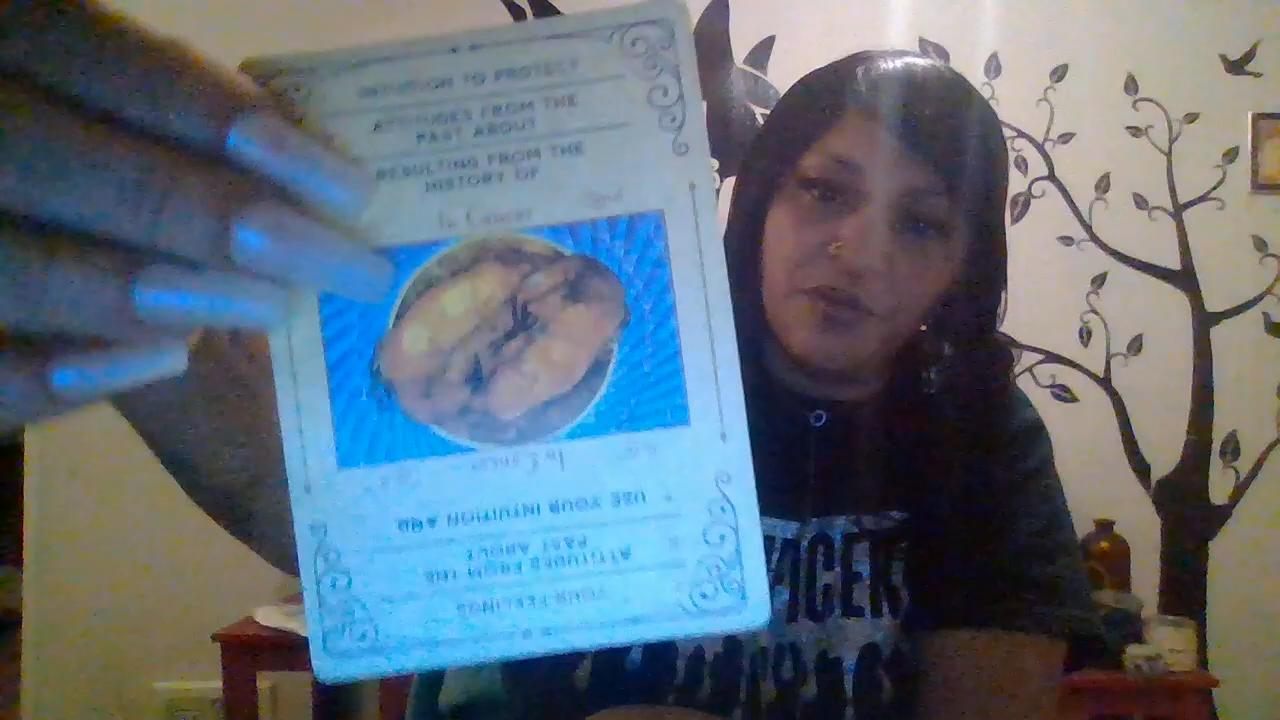 INTUITION TO PROTECT
ATTITUDES FROM THE
PAST ABOUT
RESULTING FROM THE
HISTORY OF
In Cancer
In Cancer
USE YOUR INTUITION AND
ATTITUDES FROM THE
PAST ABOUT
YOUR FEELINGS